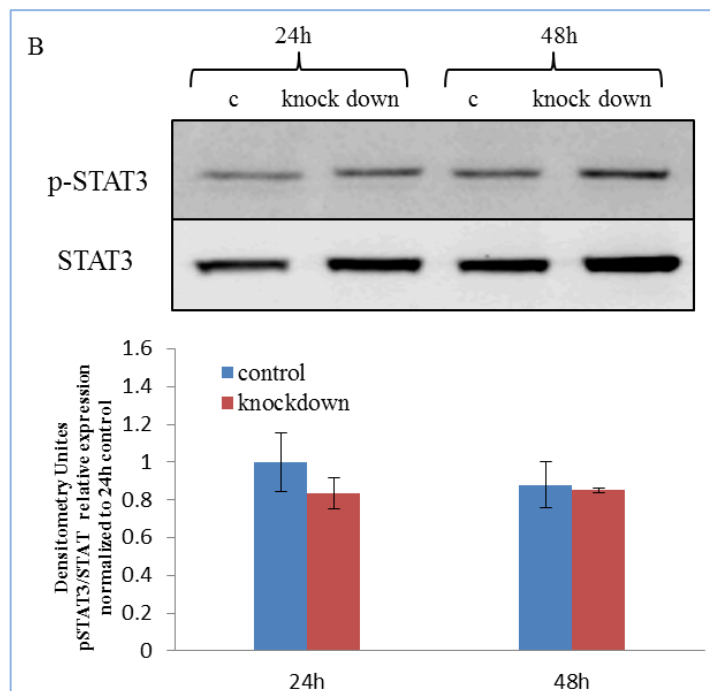 B
24h 48h
c knock down c knock down
p-STAT3
STAT3
1.6
1.4
1.2
1
0.8
0.6
0.4
0.2
0
control
knockdown
Densitometry Unites
pSTAT3/STAT relative expression
normalized to 24h control
24h 48h